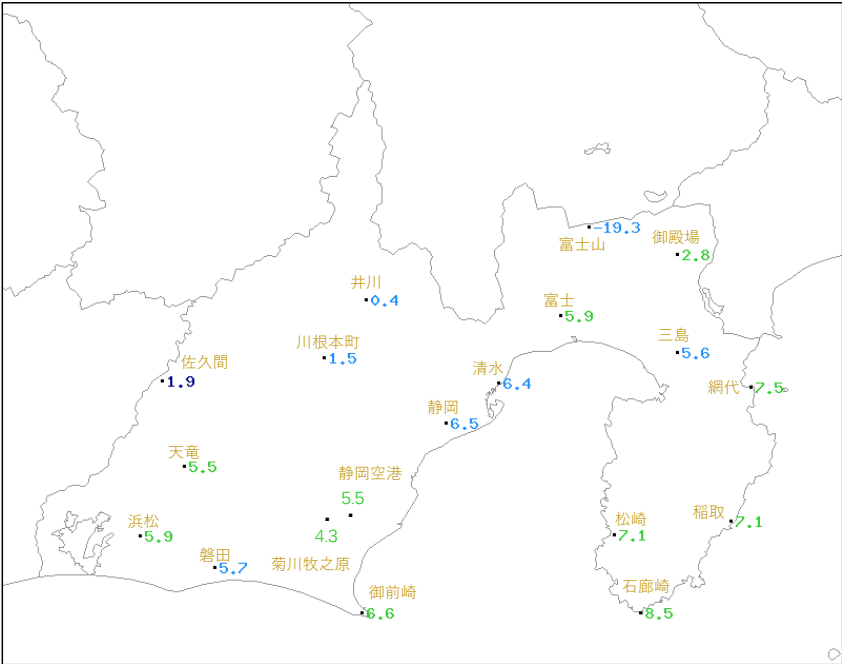 -19.3
富士山
御殿場
2.8
井川
0.4
富士
5.9
川根本町
1.5
三島
5.6
佐久間
1.9
清水
6.4
網代
7.5
静岡
6.5
天竜
5.5
静岡空港
5.5
浜松
5.9
4.3
菊川牧之原
松崎
7.1
稲取
7.1
磐田
5.7
御前崎
6.6
石廊崎
8.5